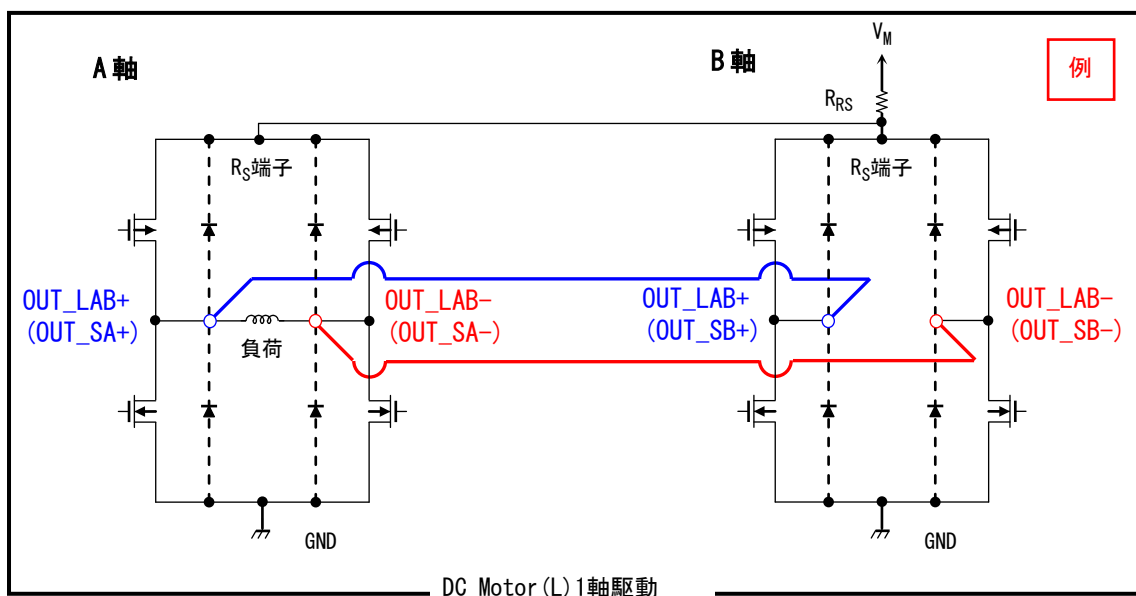 A軸
B軸
V_M
例
R_RS
R_S端子
R_S端子
OUT_LAB+
(OUT_SA+)
負荷
OUT_LAB-
(OUT_SA-)
OUT_LAB+
(OUT_SB+)
OUT_LAB-
(OUT_SB-)
GND
GND
DC Motor(L)1軸駆動